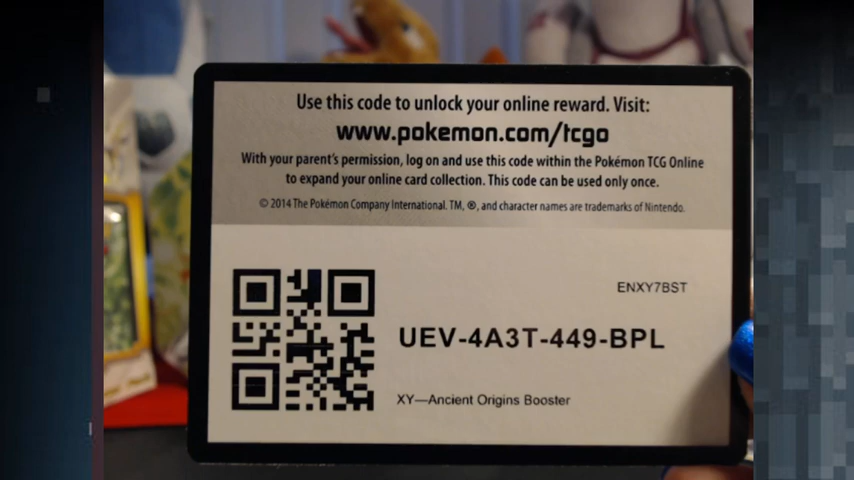 Use this code to unlock your online reward. Visit:
www.pokemon.com/tcgo
With your parent's permission, log on and use this code within the Pokémon TCG Online
to expand your online card collection. This code can be used only once.
© 2014 The Pokémon Company International. TM, ®, and character names are trademarks of Nintendo.
ENXY7BST
UEV-4A3T-449-BPL
XY—Ancient Origins Booster